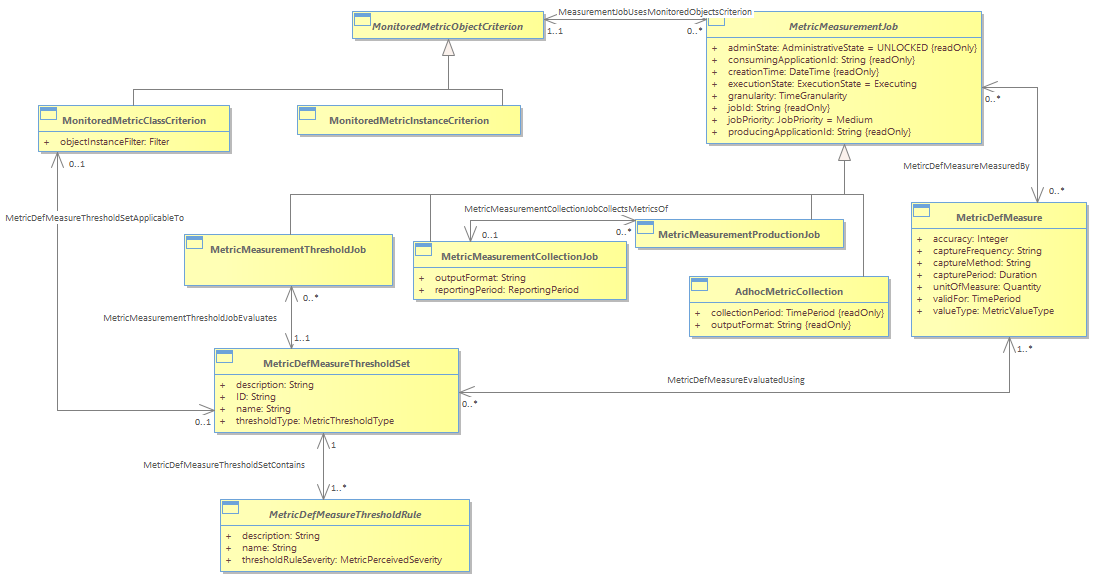 MonitoredMetricObjectCriterion
MeasurementJobUsesMonitoredObjectsCriterion
1..1
0..*
MetricMeasurementJob
+ adminState: AdministrativeState = UNLOCKED {readOnly}
+ consumingApplicationId: String {readOnly}
+ creationTime: DateTime {readOnly}
+ executionState: ExecutionState = Executing
+ granularity: TimeGranularity
+ jobId: String {readOnly}
+ jobPriority: JobPriority = Medium
+ producingApplicationId: String {readOnly}
0..*
MonitoredMetricClassCriterion
+ objectInstanceFilter: Filter
MonitoredMetricInstanceCriterion
0..1
MetircDefMeasureMeasuredBy
0..*
MetricDefMeasureThresholdSetApplicableTo
MetricMeasurementCollectionJobCollectsMetricsOf
0..1
0..*
MetricMeasurementProductionJob
MetricDefMeasure
+ accuracy: Integer
+ captureFrequency: String
+ captureMethod: String
+ capturePeriod: Duration
+ unitOfMeasure: Quantity
+ validFor: TimePeriod
+ valueType: MetricValueType
MetricMeasurementThresholdJob
MetricMeasurementCollectionJob
+ outputFormat: String
+ reportingPeriod: ReportingPeriod
AdhocMetricCollection
+ collectionPeriod: TimePeriod {readOnly}
+ outputFormat: String {readOnly}
0..*
MetricMeasurementThresholdJobEvaluates
1..1
1..*
MetricDefMeasureThresholdSet
+ description: String
+ ID: String
+ name: String
+ thresholdType: MetricThresholdType
MetricDefMeasureEvaluatedUsing
0..*
0..1
1
MetricDefMeasureThresholdSetContains
1..*
MetricDefMeasureThresholdRule
+ description: String
+ name: String
+ thresholdRuleSeverity: MetricPerceivedSeverity